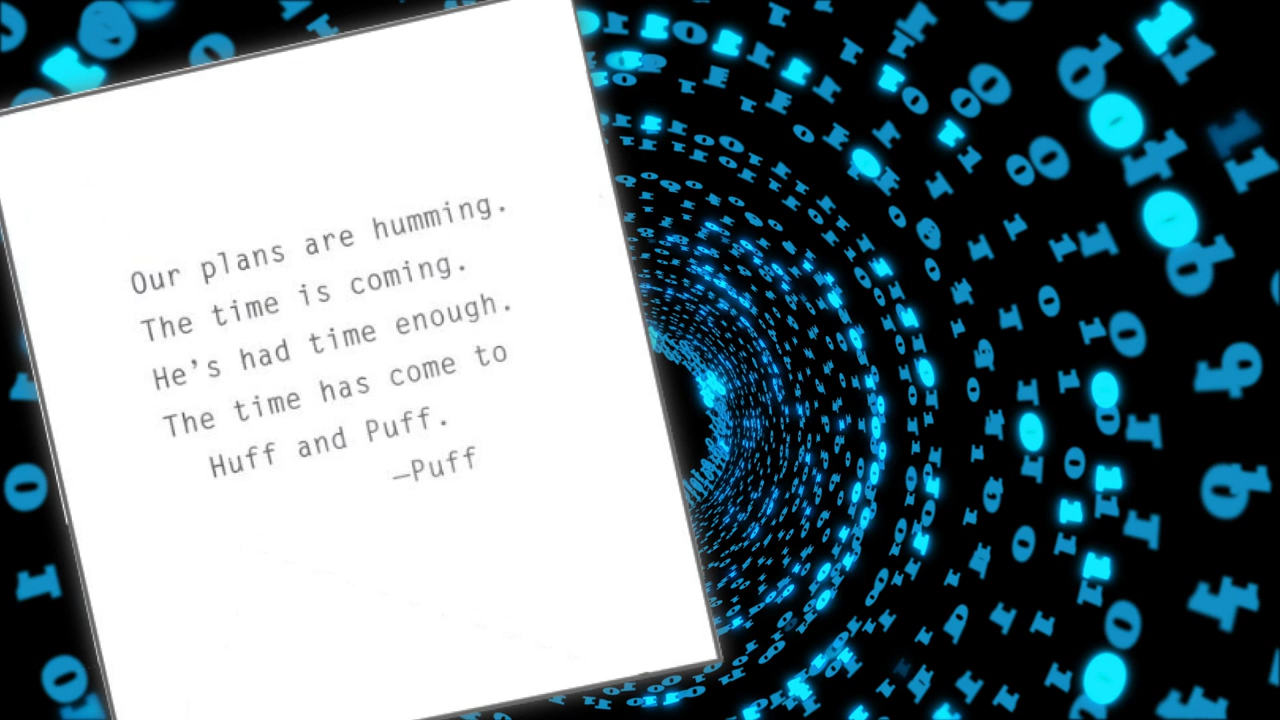 Our plans are humming.
The time is coming.
He’s had time enough.
The time has come to
Huff and Puff.
—Puff